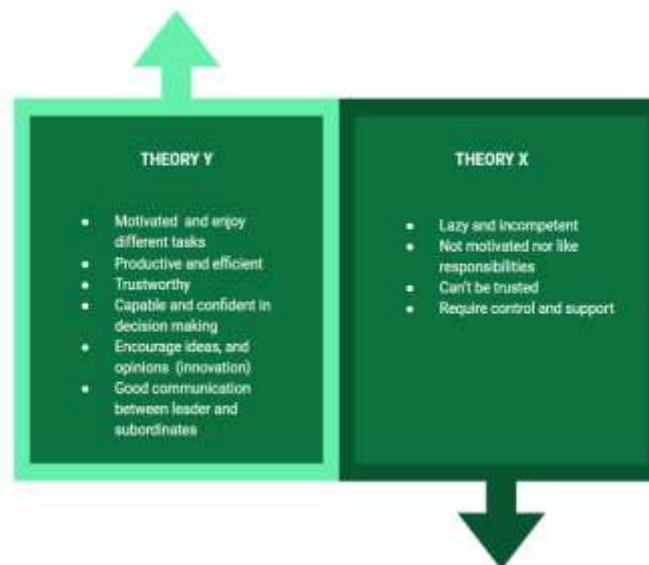 THEORY Y
● Motivated and enjoy
different tasks
● Productive and efficient
● Trustworthy
● Capable and confident in
decision making
● Encourage ideas, and
opinions (innovation)
● Good communication
between leader and
subordinates
THEORY X
● Lazy and incompetent
● Not motivated nor like
responsibilities
● Can't be trusted
● Require control and support